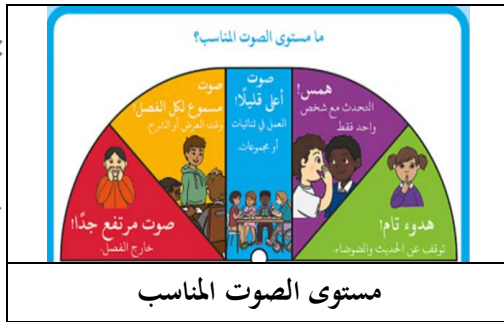 ما مستوى الصوت المناسب؟
هدوء تام!
توقف عن الحديث والضوضاء.
همس!
التحدث مع شخص
واحد فقط
صوت
أعلى قليلًا!
العمل في ثنائيات
أو مجموعات.
صوت
مسموع لكل الفصل!
وقت العرض أو الشرح.
صوت مرتفع جدًا!
خارج الفصل.
مستوى الصوت المناسب